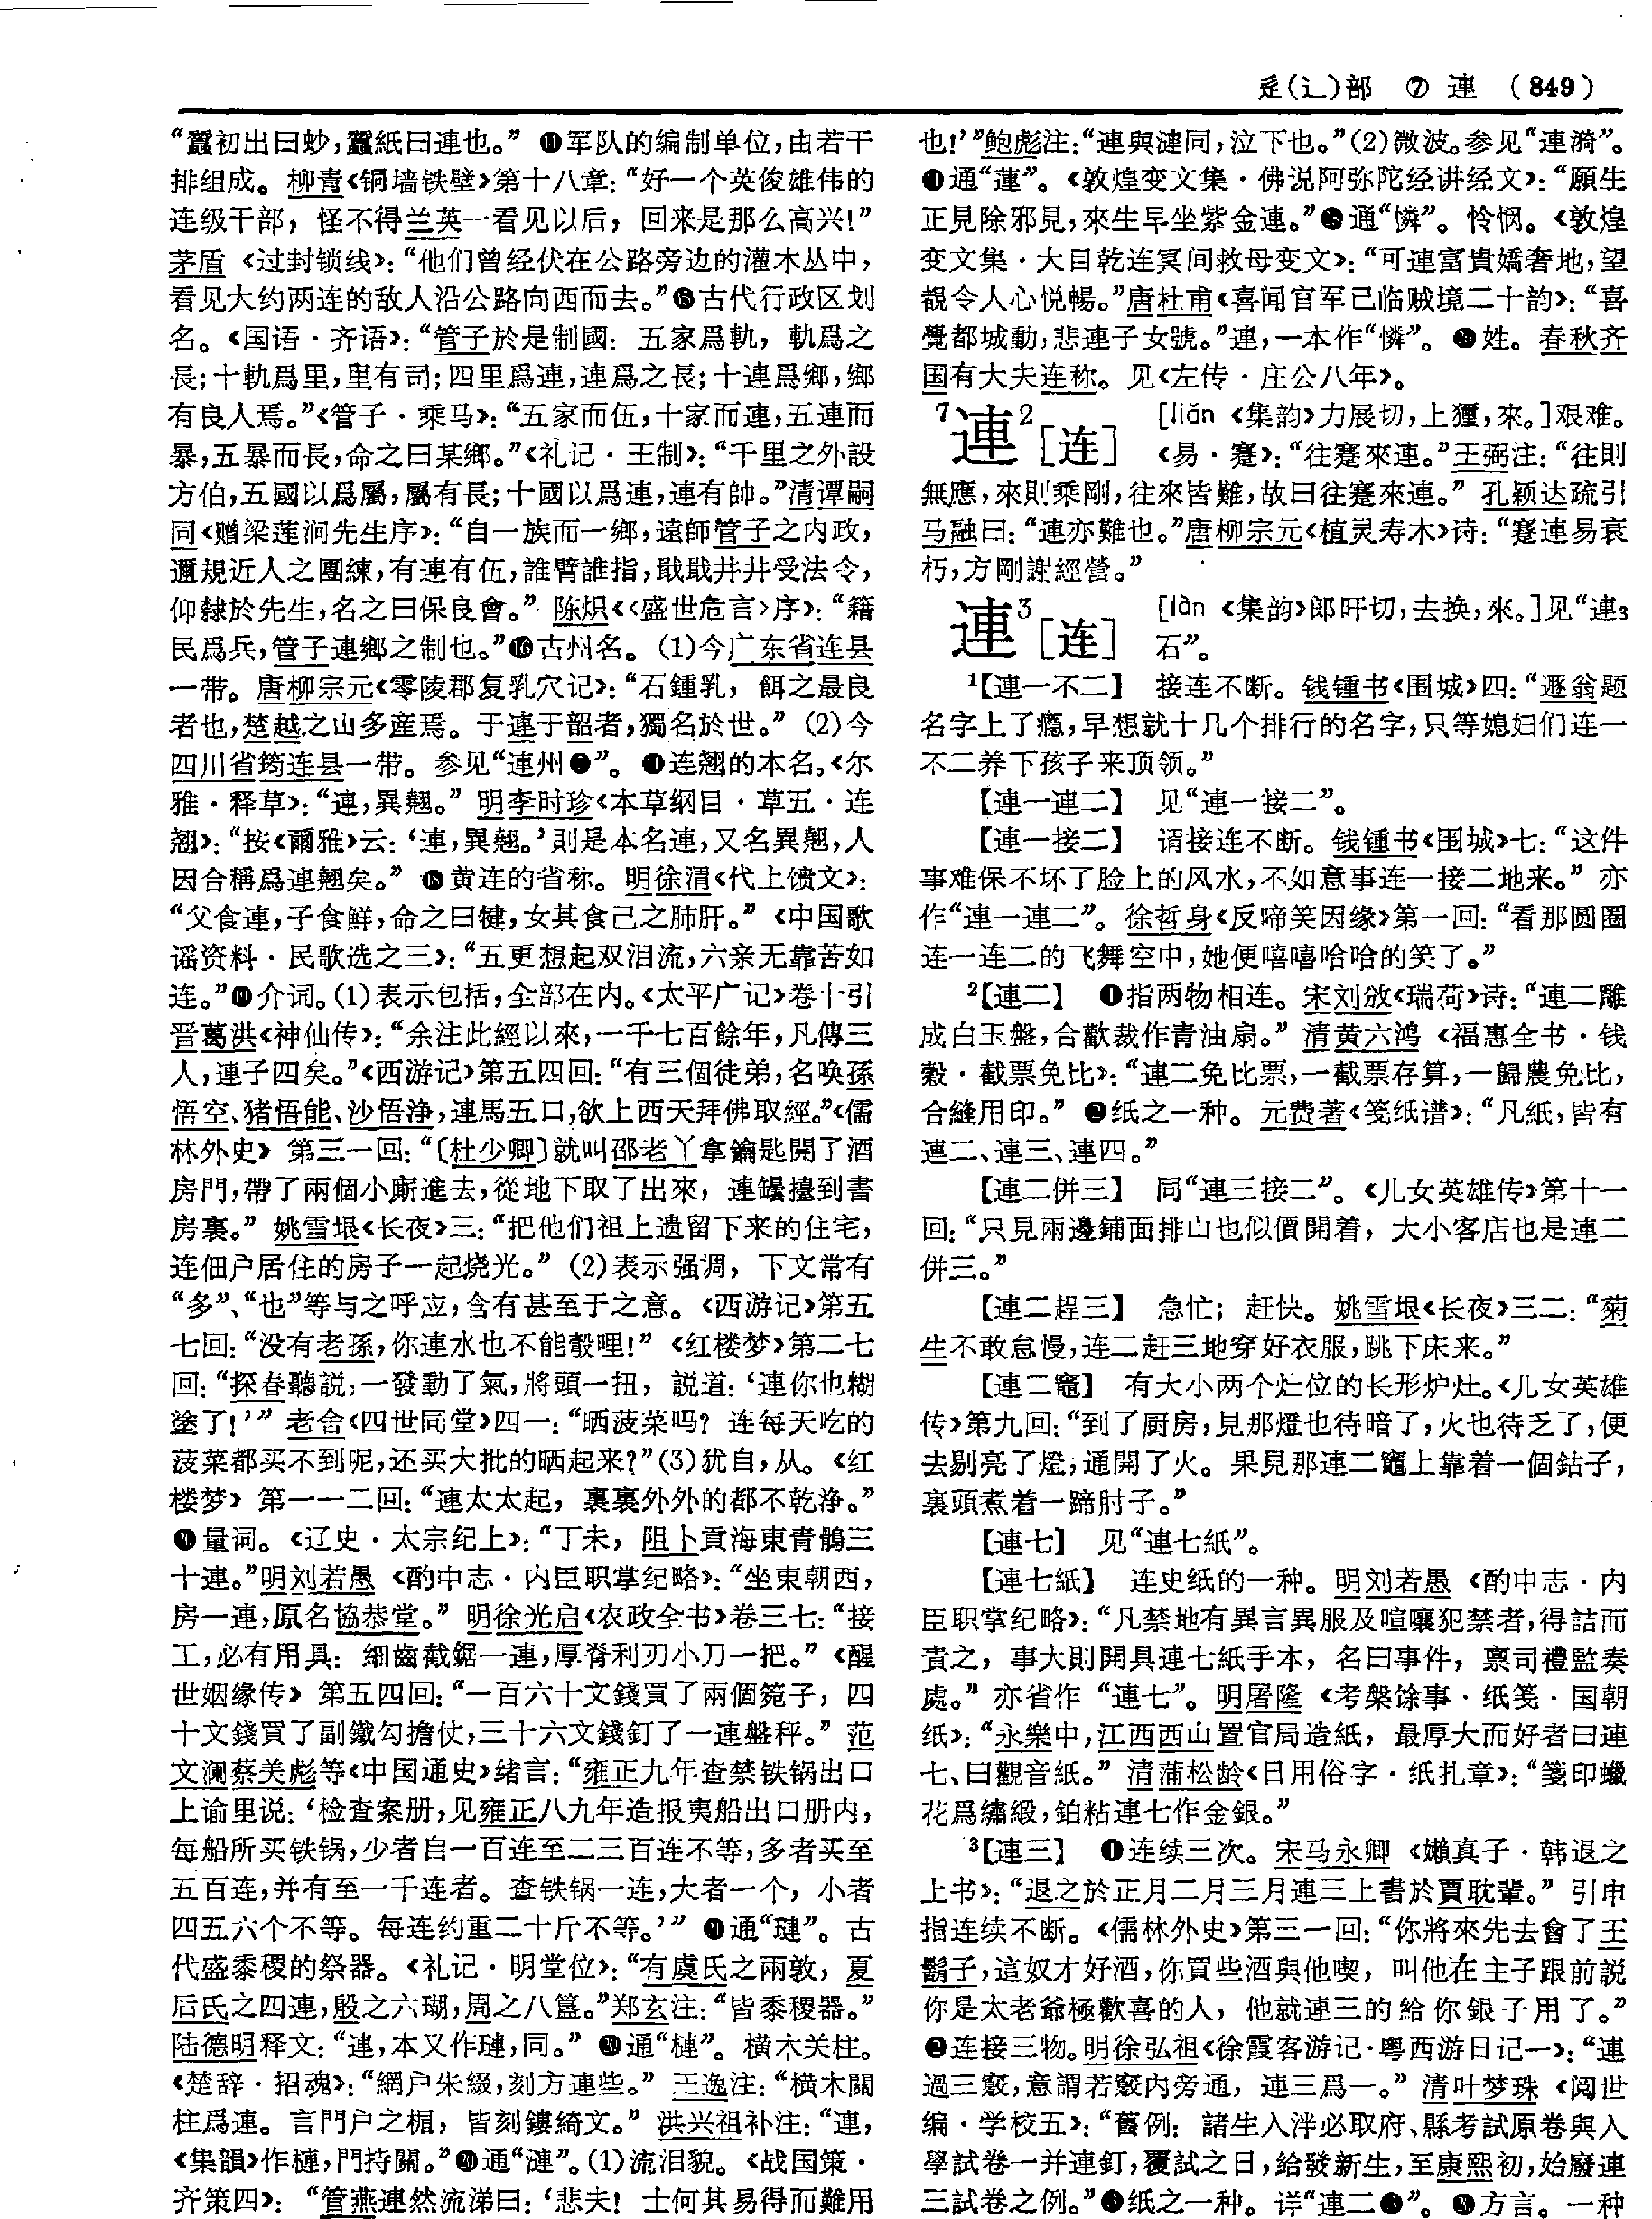 辵(辶)部　⑦　連　(849)
“蠶初出曰𥿊,蠶紙曰連也。” ⓮军队的编制单位,由若干
排组成。柳青《铜墙铁壁》第十八章:“好一个英俊雄伟的
连级干部，怪不得兰英一看见以后，回来是那么高兴!”
茅盾《过封锁线》:“他们曾经伏在公路旁边的灌木丛中,
看见大约两连的敌人沿公路向西而去。”⓯古代行政区划
名。《国语·齐语》:“管子於是制國：五家爲軌，軌爲之
長;十軌爲里,里有司;四里爲連,連爲之長;十連爲鄉,鄉
有良人焉。”《管子·乘马》:“五家而伍,十家而連,五連而
暴,五暴而長,命之曰某鄉。”《礼记·王制》:“千里之外設
方伯,五國以爲屬,屬有長;十國以爲連,連有帥。”清谭嗣
同《赠梁莲涧先生序》:“自一族而一鄉,遠師管子之内政,
邇規近人之團練,有連有伍,誰臂誰指,戢戢井井受法令,
仰隸於先生,名之曰保良會。” 陈炽《〈盛世危言〉序》:“籍
民爲兵,管子連鄉之制也。”⓰古州名。(1)今广东省连县
一带。唐柳宗元《零陵郡复乳穴记》:“石鍾乳，餌之最良
者也,楚越之山多産焉。于連于韶者,獨名於世。” (2)今
四川省筠连县一带。参见“連州❷”。 ⓱连翘的本名。《尔
雅·释草》:“連,異翹。” 明李时珍《本草纲目·草五·连
翘》:“按《爾雅》云:‘連,異翹。’則是本名連,又名異翹,人
因合稱爲連翹矣。” ⓲黄连的省称。明徐渭《代上馈文》:
“父食連,子食鮮,命之曰健,女其食己之肺肝。”《中国歌
谣资料·民歌选之三》:“五更想起双泪流,六亲无靠苦如
连。”⓳介词。(1)表示包括,全部在内。《太平广记》卷十引
晋葛洪《神仙传》:“余注此經以來,一千七百餘年,凡傳三
人,連子四矣。”《西游记》第五四回:“有三個徒弟,名唤孫
悟空、猪悟能、沙悟净,連馬五口,欲上西天拜佛取經。”《儒
林外史》第三一回:“〔杜少卿〕就叫邵老丫拿鑰匙開了酒
房門,帶了兩個小廝進去,從地下取了出來，連罎擡到書
房裏。” 姚雪垠《长夜》三:“把他们祖上遗留下来的住宅,
连佃户居住的房子一起烧光。” (2)表示强调，下文常有
“多”、“也”等与之呼应,含有甚至于之意。《西游记》第五
七回:“没有老孫,你連水也不能彀哩!” 《红楼梦》第二七
回:“探春聽説,一發動了氣,將頭一扭，説道:‘連你也糊
塗了!’” 老舍《四世同堂》四一:“晒菠菜吗? 连每天吃的
菠菜都买不到呢,还买大批的晒起来?”(3)犹自,从。《红
楼梦》第一一二回:“連太太起，裏裏外外的都不乾净。”
⓴量词。《辽史·太宗纪上》:“丁未，阻卜貢海東青鶻三
十連。”明刘若愚《酌中志·内臣职掌纪略》:“坐東朝西,
房一連,原名協恭堂。” 明徐光启《农政全书》卷三七:“接
工,必有用具：細齒截鋸一連,厚脊利刃小刀一把。”《醒
世姻缘传》第五四回:“一百六十文錢買了兩個筦子，四
十文錢買了副鐵勾擔仗,三十六文錢釘了一連盤秤。” 范
文澜蔡美彪等《中国通史》绪言:“雍正九年查禁铁锅出口
上谕里说:‘检查案册,见雍正八九年造报夷船出口册内,
每船所买铁锅,少者自一百连至二三百连不等,多者买至
五百连,并有至一千连者。查铁锅一连,大者一个，小者
四五六个不等。每连约重二十斤不等。’” ㉑通“璉”。古
代盛黍稷的祭器。《礼记·明堂位》:“有虞氏之兩敦，夏
后氏之四連,殷之六瑚,周之八簋。”郑玄注:“皆黍稷器。”
陆德明释文:“連,本又作璉,同。” ㉒通“槤”。横木关柱。
《楚辞·招魂》:“網户朱綴,刻方連些。” 王逸注:“横木關
柱爲連。言門户之楣，皆刻鏤綺文。” 洪兴祖补注:“連,
《集韻》作槤,門持關。”㉓通“漣”。(1)流泪貌。《战国策·
齐策四》：“管燕連然流涕曰:‘悲夫! 士何其易得而難用
也!’”鲍彪注:“連與漣同,泣下也。”(2)微波。参见“連漪”。
㉔通“蓮”。《敦煌变文集·佛说阿弥陀经讲经文》:“願生
正見除邪見,來生早坐紫金連。”㉕通“憐”。怜悯。《敦煌
变文集·大目乾连冥间救母变文》:“可連富貴嬌奢地,望
覩令人心悦暢。”唐杜甫《喜闻官军已临贼境二十韵》:“喜
覺都城動,悲連子女號。”連,一本作“憐”。 ㉖姓。春秋齐
国有大夫连称。见《左传·庄公八年》。
⁷連²[连]　[liǎn《集韵》力展切,上獮,來。]艰难。
《易·蹇》:“往蹇來連。”王弼注:“往則
無應,來則乘剛,往來皆難,故曰往蹇來連。” 孔颖达疏引
马融曰:“連亦難也。”唐柳宗元《植灵寿木》诗:“蹇連易衰
朽,方剛謝經營。”
連³[连]　[làn《集韵》郎旰切,去换,來。]见“連₃
石”。
¹【連一不二】　接连不断。钱锺书《围城》四:“遯翁题
名字上了瘾,早想就十几个排行的名字,只等媳妇们连一
不二养下孩子来顶领。”
【連一連二】　见“連一接二”。
【連一接二】　谓接连不断。钱锺书《围城》七:“这件
事难保不坏了脸上的风水,不如意事连一接二地来。” 亦
作“連一連二”。徐哲身《反啼笑因缘》第一回:“看那圆圈
连一连二的飞舞空中,她便嘻嘻哈哈的笑了。”
²【連二】　❶指两物相连。宋刘攽《瑞荷》诗:“連二雕
成白玉盤,合歡裁作青油扇。” 清黄六鸿《福惠全书·钱
穀·截票免比》:“連二免比票,一截票存算,一歸農免比,
合縫用印。” ❷纸之一种。元费著《笺纸谱》:“凡紙,皆有
連二、連三、連四。”
【連二併三】　同“連三接二”。《儿女英雄传》第十一
回:“只見兩邊鋪面排山也似價開着，大小客店也是連二
併三。”
【連二趕三】　急忙；赶快。姚雪垠《长夜》三二:“菊
生不敢怠慢,连二赶三地穿好衣服,跳下床来。”
【連二竈】　有大小两个灶位的长形炉灶。《儿女英雄
传》第九回:“到了厨房,見那燈也待暗了,火也待乏了,便
去剔亮了燈,通開了火。果見那連二竈上靠着一個銛子,
裏頭煮着一蹄肘子。”
【連七】　见“連七紙”。
【連七紙】　连史纸的一种。明刘若愚《酌中志·内
臣职掌纪略》:“凡禁地有異言異服及喧嚷犯禁者,得詰而
責之，事大則開具連七紙手本，名曰事件，稟司禮監奏
處。” 亦省作“連七”。明屠隆《考槃馀事·纸笺·国朝
纸》:“永樂中,江西西山置官局造紙，最厚大而好者曰連
七、曰觀音紙。” 清蒲松龄《日用俗字·纸扎章》:“箋印蠟
花爲繡緞,鉑粘連七作金銀。”
³【連三】　❶连续三次。宋马永卿《嬾真子·韩退之
上书》:“退之於正月二月三月連三上書於賈耽輩。” 引申
指连续不断。《儒林外史》第三一回:“你將來先去會了王
鬍子,這奴才好酒,你買些酒與他喫，叫他在主子跟前説
你是太老爺極歡喜的人，他就連三的給你銀子用了。”
❷连接三物。明徐弘祖《徐霞客游记·粤西游日记一》:“連
過三竅,意謂若竅内旁通，連三爲一。” 清叶梦珠《阅世
编·学校五》:“舊例：諸生入泮必取府、縣考試原卷與入
學試卷一并連釘,覆試之日,給發新生,至康熙初,始廢連
三試卷之例。”❸纸之一种。详“連二❷”。 ❹方言。一种